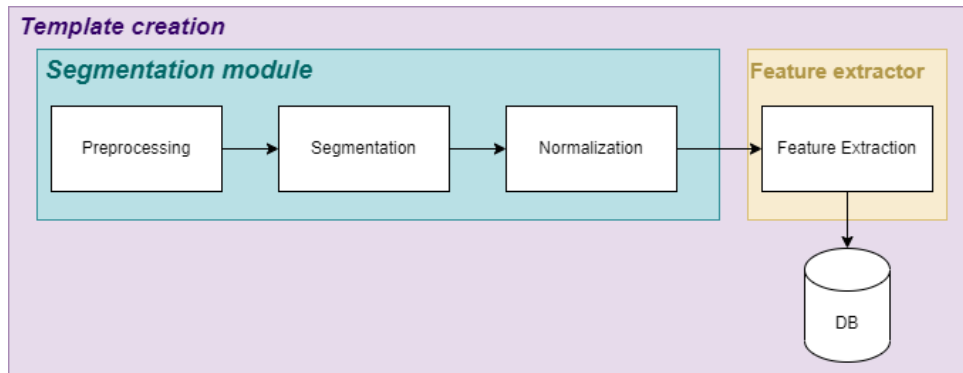 Template creation
Segmentation module
Feature extractor
Preprocessing
Segmentation
Normalization
Feature Extraction
DB